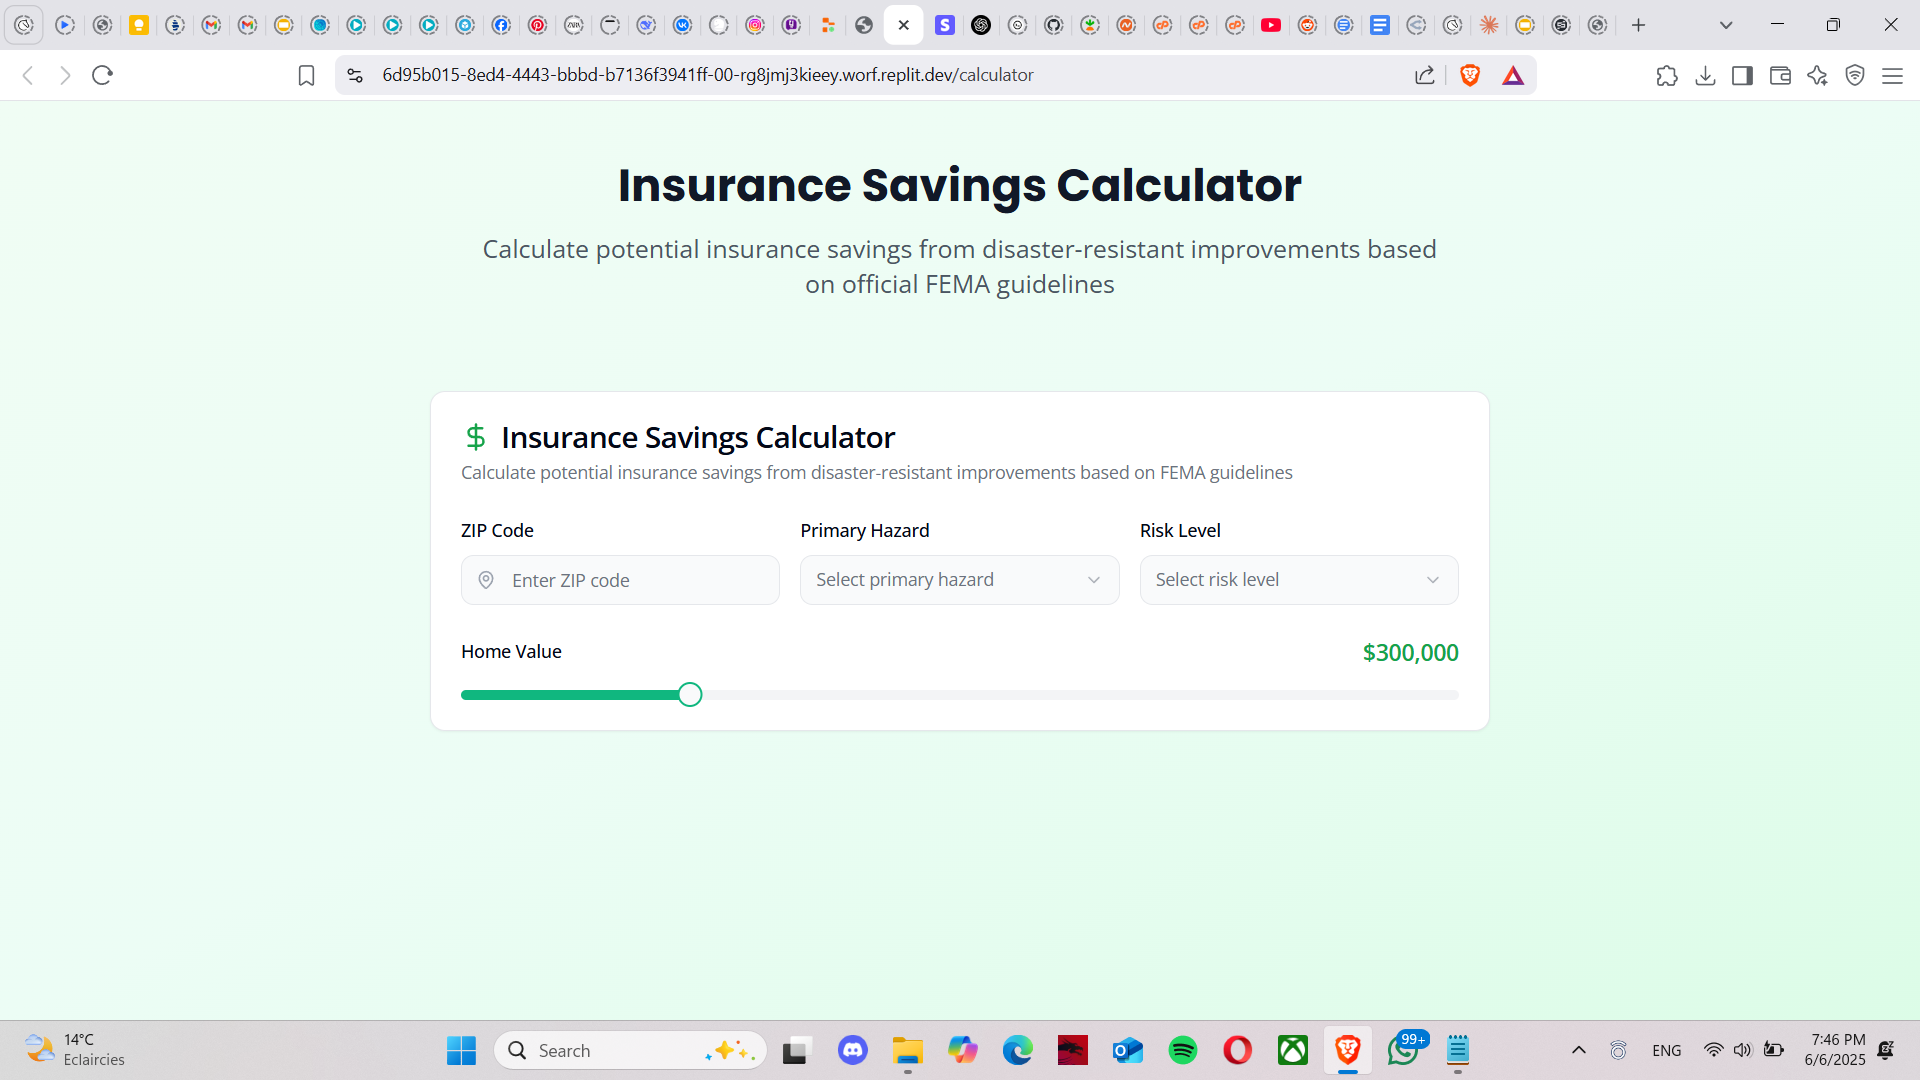 6d95b015-8ed4-4443-bbbd-b7136f3941ff-00-rg8jmj3kieey.worf.replit.dev/calculator
Insurance Savings Calculator
Calculate potential insurance savings from disaster-resistant improvements based
on official FEMA guidelines
Insurance Savings Calculator
Calculate potential insurance savings from disaster-resistant improvements based on FEMA guidelines
ZIP Code Primary Hazard Risk Level
Enter ZIP code Select primary hazard Select risk level
Home Value $300,000
14°C
Eclaircies
Search
99+
ENG
7:46 PM
6/6/2025